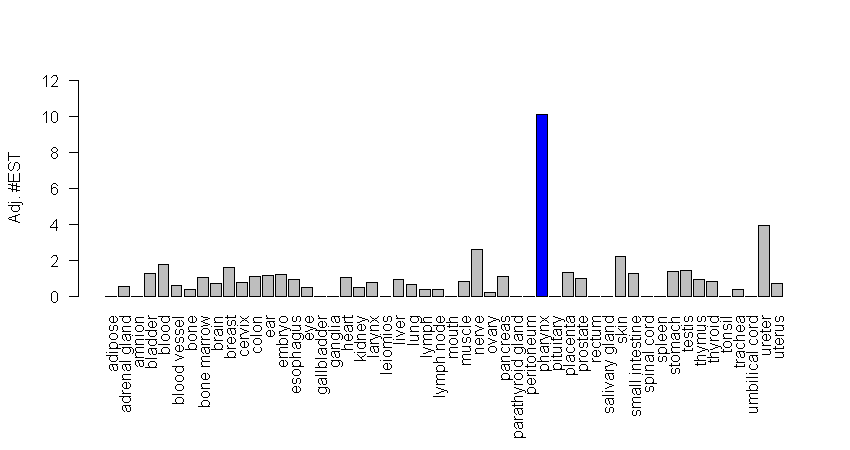 Adj. #EST
12
10
8
6
4
2
0
adipose
adrenal gland
amnion
bladder
blood
blood vessel
bone
bone marrow
brain
breast
cervix
colon
ear
embryo
esophagus
eye
gallbladder
ganglia
heart
kidney
larynx
leiomios
liver
lung
lymph
lymph node
mouth
muscle
nerve
ovary
pancreas
parathyroid gland
peritoneum
pharynx
pituitary
placenta
prostate
rectum
salivary gland
skin
small intestine
spinal cord
spleen
stomach
testis
thymus
thyroid
tonsil
trachea
umbilical cord
ureter
uterus